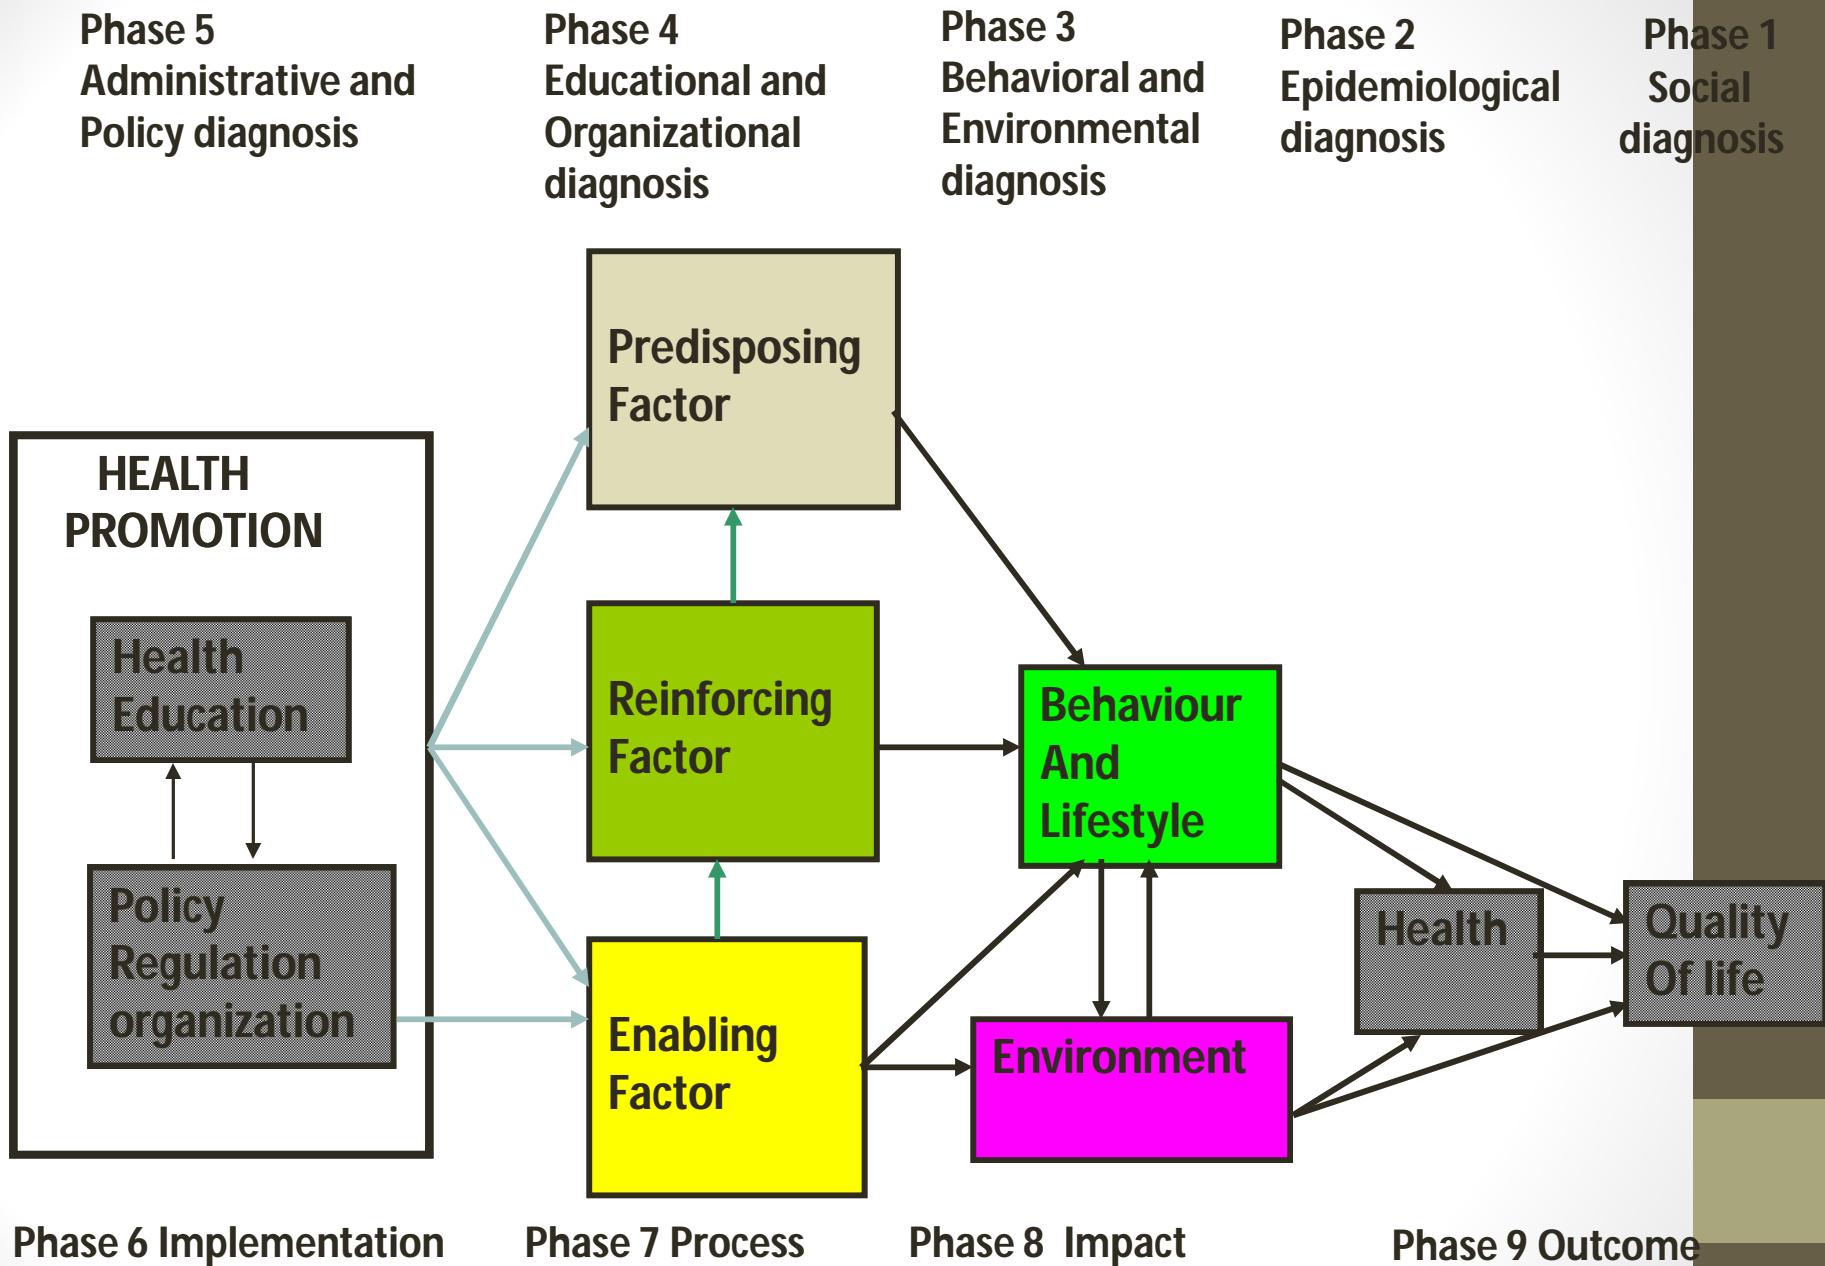 Phase 5
Administrative and
Policy diagnosis
Phase 4
Educational and
Organizational
diagnosis
Phase 3
Behavioral and
Environmental
diagnosis
Phase 2
Epidemiological
diagnosis
Phase 1
Social
diagnosis
HEALTH
PROMOTION
Health
Education
Policy
Regulation
organization
Predisposing
Factor
Reinforcing
Factor
Enabling
Factor
Behaviour
And
Lifestyle
Environment
Health
Quality
Of life
Phase 6 Implementation
Phase 7 Process
Phase 8 Impact
Phase 9 Outcome